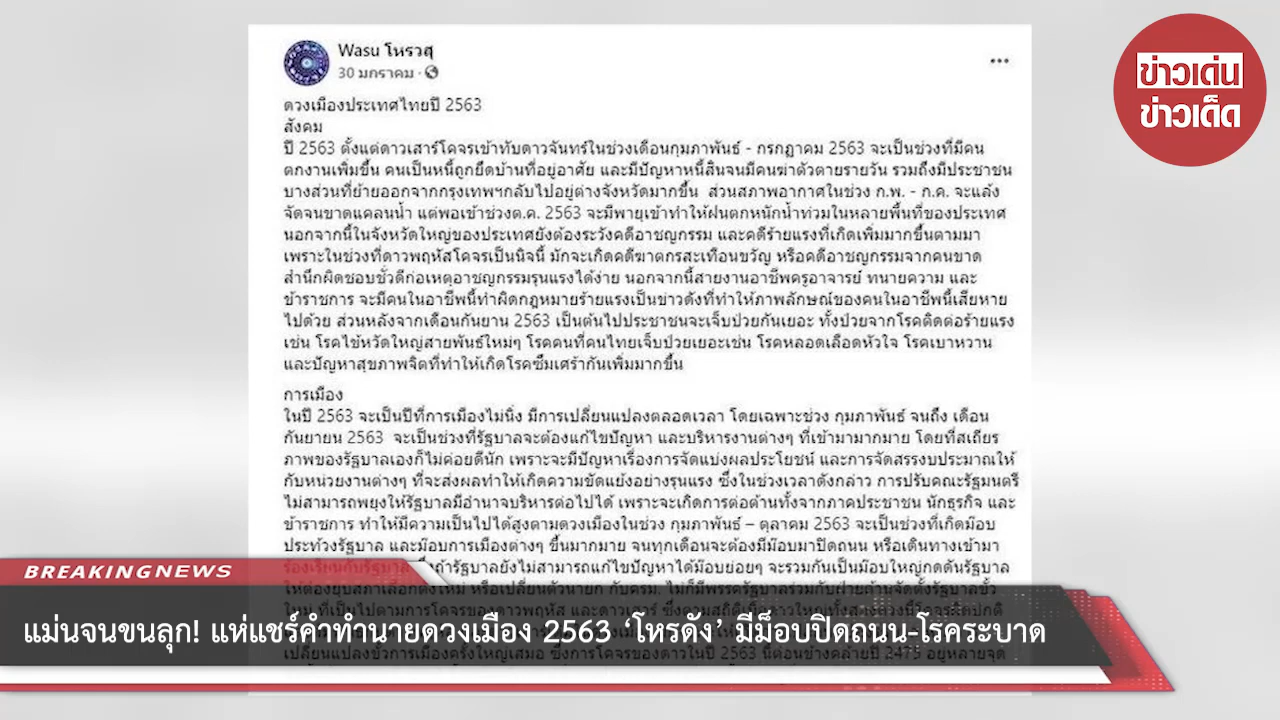 Wasu โหรวสุ
30 มกราคม ·
ข่าวเด่น
ข่าวเด็ด
ดวงเมืองประเทศไทยปี 2563
สังคม
ปี 2563 ตั้งแต่ดาวเสาร์โคจรเข้าทับดาวจันทร์ในช่วงเดือนกุมภาพันธ์ - กรกฎาคม 2563 จะเป็นช่วงที่มีคน
ตกงานเพิ่มขึ้น คนเป็นหนี้ถูกยึดบ้านที่อยู่อาศัย และมีปัญหาหนี้สินจนมีคนฆ่าตัวตายรายวัน รวมถึงมีประชาชน
บางส่วนที่ย้ายออกจากกรุงเทพฯกลับไปอยู่ต่างจังหวัดมากขึ้น ส่วนสภาพอากาศในช่วง ก.พ. - ก.ค. จะแล้ง
จัดจนขาดแคลนน้ำ แต่พอเข้าช่วงต.ค. 2563 จะมีพายุเข้าทำให้ฝนตกหนักน้ำท่วมในหลายพื้นที่ของประเทศ
นอกจากนี้ในจังหวัดใหญ่ของประเทศยังต้องระวังคดีอาชญกรรม และคดีร้ายแรงที่เกิดเพิ่มมากขึ้นตามมา
เพราะในช่วงที่ดาวพฤหัสโคจรเป็นนิจนี้ มักจะเกิดคดีฆาตกรสะเทือนขวัญ หรือคดีอาชญกรรมจากคนขาด
สำนึกผิดชอบชั่วดีก่อเหตุอาชญกรรมรุนแรงได้ง่าย นอกจากนี้สายงานอาชีพครูอาจารย์ ทนายความ และ
ข้าราชการ จะมีคนในอาชีพนี้ทำผิดกฎหมายร้ายแรงเป็นข่าวดังที่ทำให้ภาพลักษณ์ของคนในอาชีพนี้เสียหาย
ไปด้วย ส่วนหลังจากเดือนกันยาน 2563 เป็นต้นไปประชาชนจะเจ็บป่วยกันเยอะ ทั้งป่วยจากโรคติดต่อร้ายแรง
เช่น โรคไข้หวัดใหญ่สายพันธ์ใหม่ๆ โรคคนที่คนไทยเจ็บป่วยเยอะเช่น โรคหลอดเลือดหัวใจ โรคเบาหวาน
และปัญหาสุขภาพจิตที่ทำให้เกิดโรคซึมเศร้ากันเพิ่มมากขึ้น
การเมือง
ในปี 2563 จะเป็นปีที่การเมืองไม่นิ่ง มีการเปลี่ยนแปลงตลอดเวลา โดยเฉพาะช่วง กุมภาพันธ์ จนถึง เดือน
กันยายน 2563 จะเป็นช่วงที่รัฐบาลจะต้องแก้ไขปัญหา และบริหารงานต่างๆ ที่เข้ามามากมาย โดยที่สเถียร
ภาพของรัฐบาลเองก็ไม่ค่อยดีนัก เพราะจะมีปัญหาเรื่องการจัดแบ่งผลประโยชน์ และการจัดสรรงบประมาณให้
กับหน่วยงานต่างๆ ที่จะส่งผลทำให้เกิดความขัดแย้งอย่างรุนแรง ซึ่งในช่วงเวลาดังกล่าว การปรับคณะรัฐมนตรี
ไม่สามารถพยุงให้รัฐบาลมีอำนาจบริหารต่อไปได้ เพราะจะเกิดการต่อต้านทั้งจากภาคประชาชน นักธุรกิจ และ
ข้าราชการ ทำให้มีความเป็นไปได้สูงตามดวงเมืองในช่วง กุมภาพันธ์ – ตุลาคม 2563 จะเป็นช่วงที่เกิดม๊อบ
ประท้วงรัฐบาล และม๊อบการเมืองต่างๆ ขึ้นมากมาย จนทุกเดือนจะต้องมีม๊อบมาปิดถนน หรือเดินทางเข้ามา
ถ้ารัฐบาลยังไม่สามารถแก้ไขปัญหาได้ม๊อบย่อยๆ จะรวมกันเป็นม๊อบใหญ่กดดันรัฐบาล
BREAKING NEWS
แม่นจนขนลุก! แห่แชร์คำทำนายดวงเมือง 2563 ‘โหรดัง’ มีม็อบปิดถนน-โรคระบาด